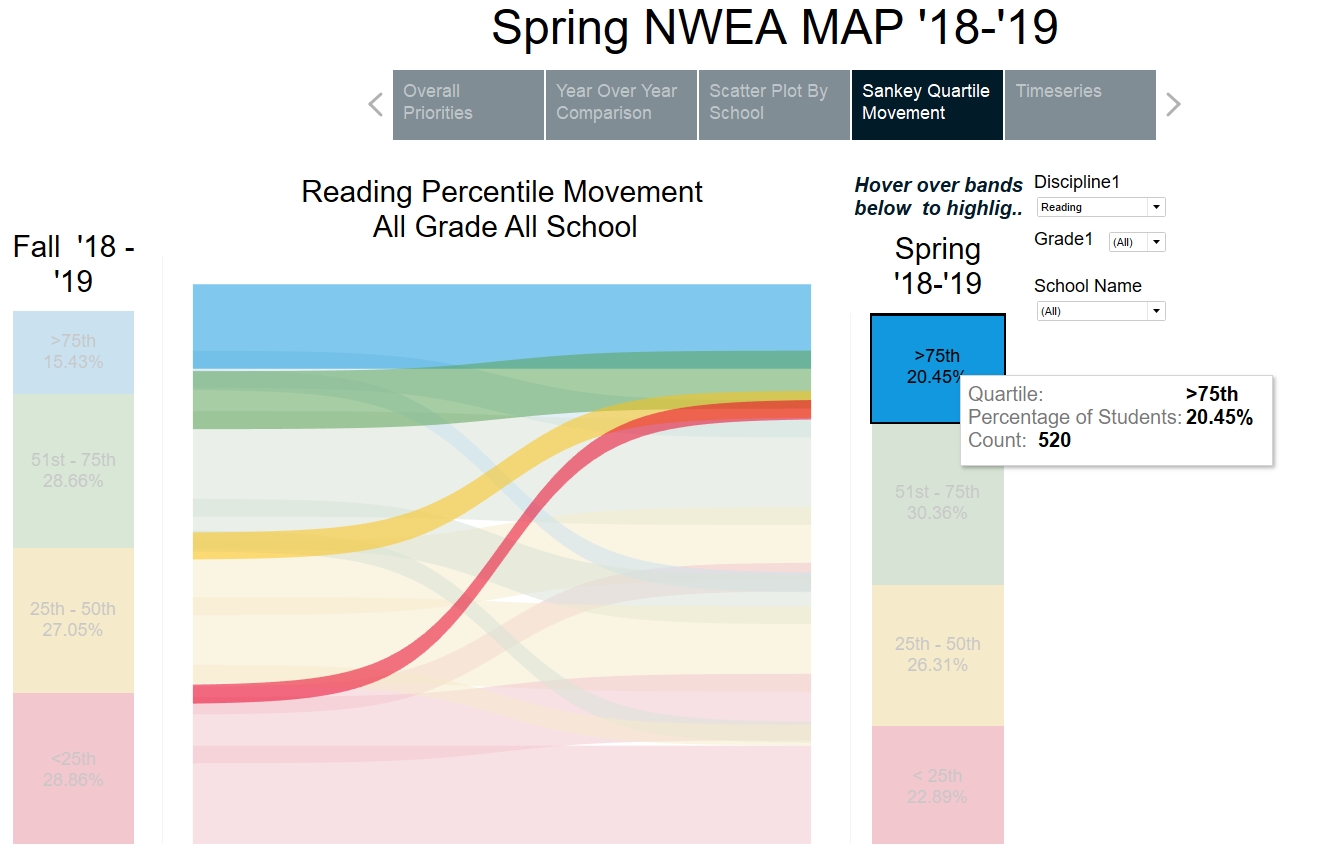 Spring NWEA MAP '18-'19
Overall
Priorities
Year Over Year
Comparison
Scatter Plot By
School
Sankey Quartile
Movement
Timeseries
Reading Percentile Movement
All Grade All School
Hover over bands
below  to highlig..
Discipline1
Reading
Grade1
(All)
School Name
(All)
Fall  '18 -
'19
>75th
15.43%
51st - 75th
28.66%
25th - 50th
27.05%
<25th
28.86%
Spring
'18-'19
>75th
20.45%
Quartile: >75th
Percentage of Students: 20.45%
Count: 520
51st - 75th
30.36%
25th - 50th
26.31%
< 25th
22.89%